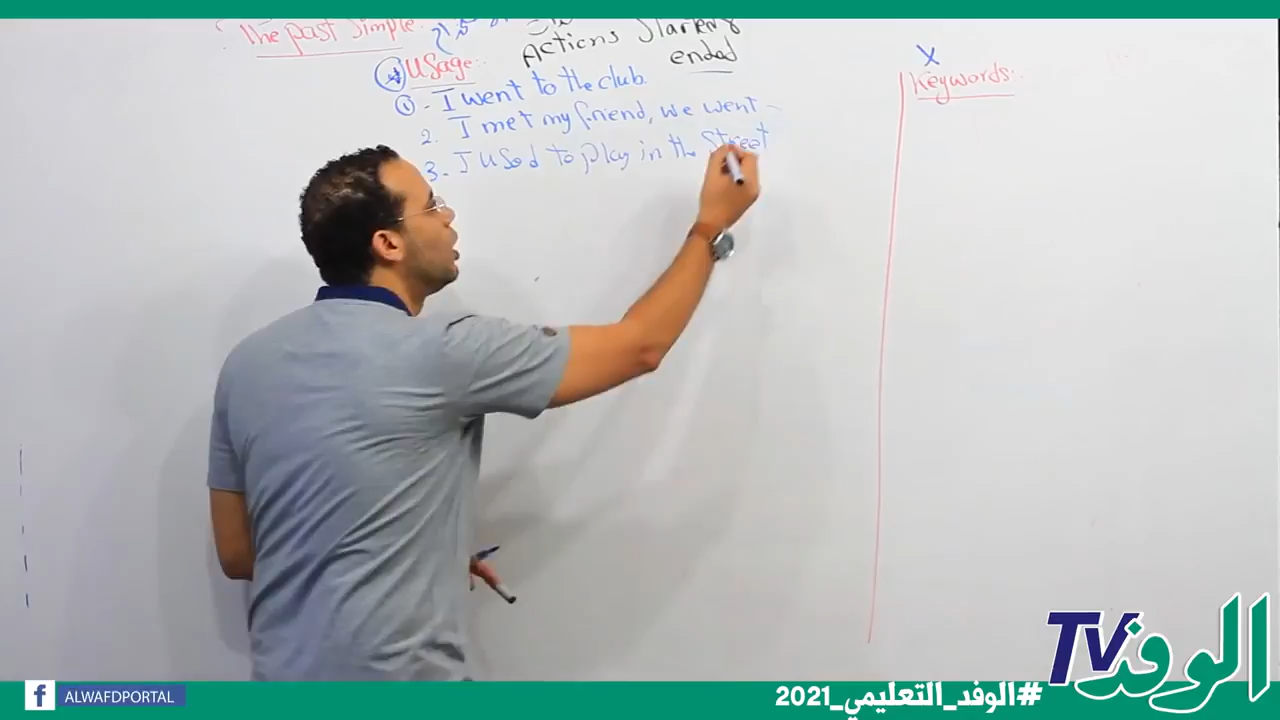 The past simple.
Actions starteng
ended
* Usage:-
① - I went to the club.
2. I met my friend, we went -
3. I used to play in the street
x
Keywords:-
TV الوفد
f ALWAFDPORTAL
#الوفد_التعليمي_2021